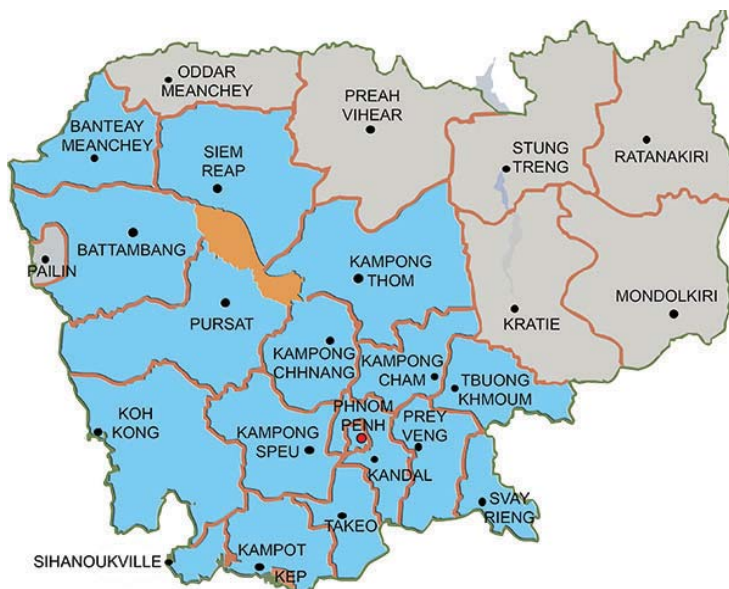 ODDAR
MEANCHEY
PREAH
VIHEAR
BANTEAY
MEANCHEY
SIEM
REAP
STUNG
TRENG
RATANAKIRI
BATTAMBANG
PAILIN
KAMPONG
THOM
MONDOLKIRI
PURSAT
KRATIE
KAMPONG
CHHNANG
KAMPONG
CHAM
TBUONG
KHMOUM
KOH
KONG
PHNOM
PENH
PREY
VENG
KAMPONG
SPEU
KANDAL
SVAY
RIENG
TAKEO
SIHANOUKVILLE
KAMPOT
KEP